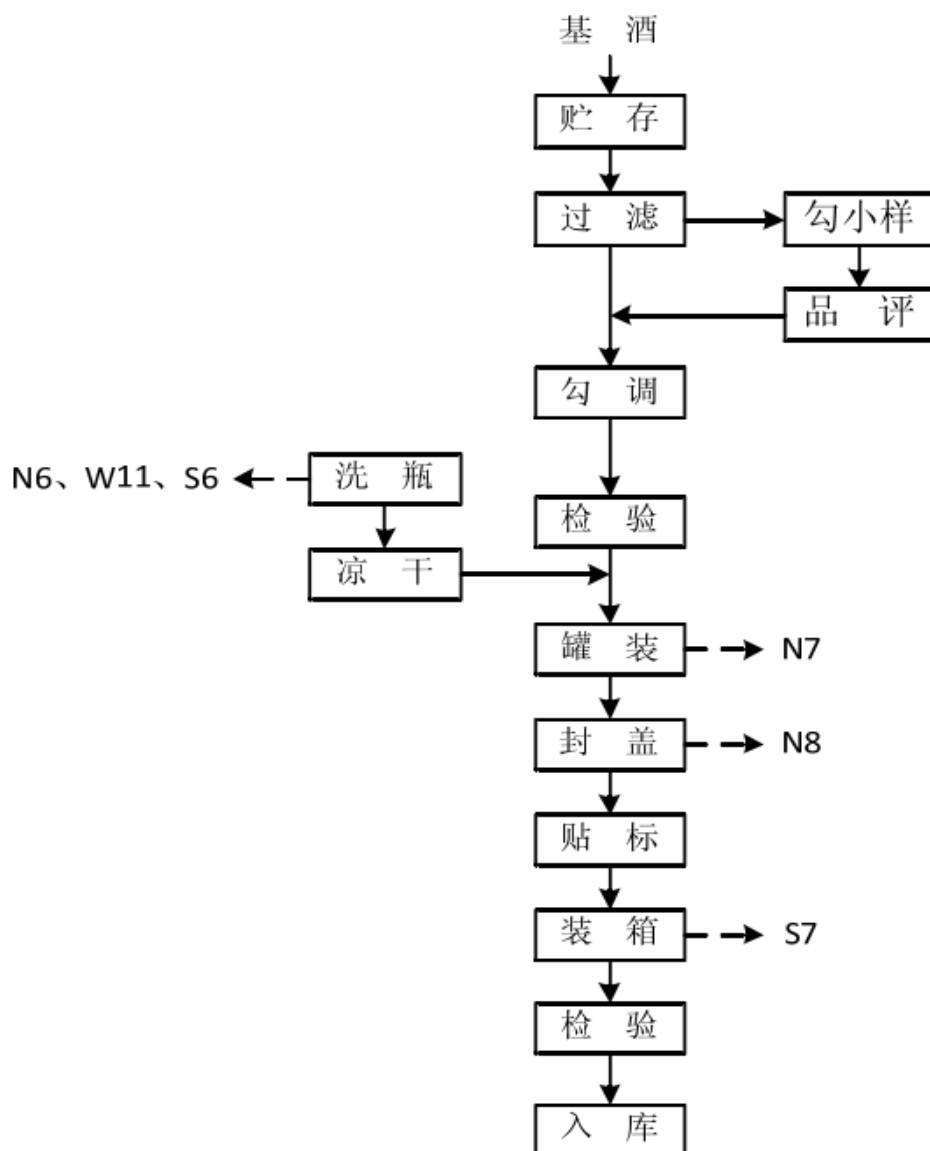 基 酒
贮 存
过 滤
勾小样
品 评
勾 调
N6、W11、S6
洗 瓶
检 验
凉 干
罐 装
N7
封 盖
N8
贴 标
装 箱
S7
检 验
入 库